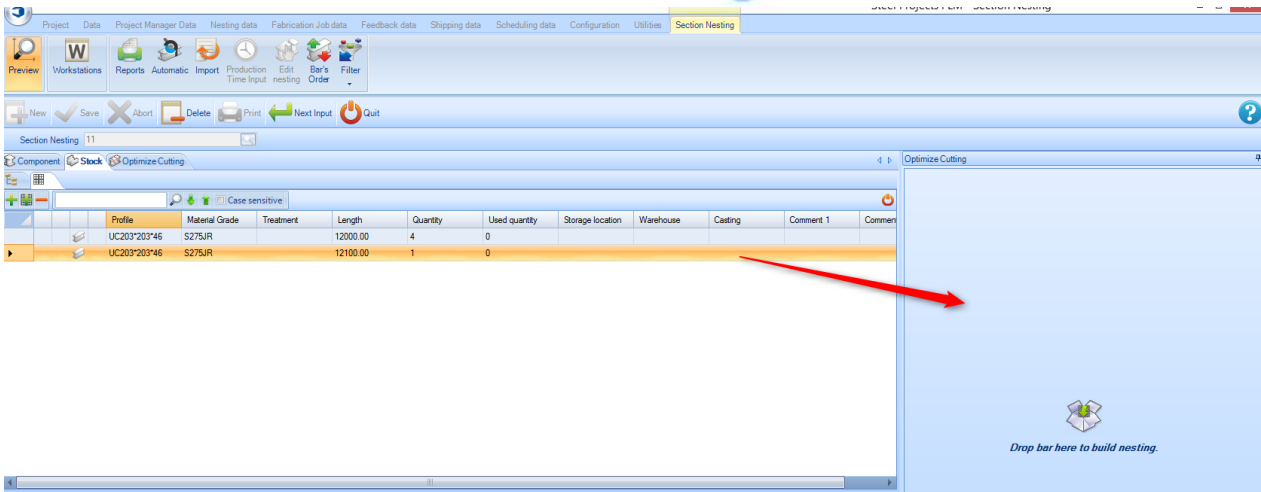 Steel Projects PLM - Section Nesting
Project Data Project Manager Data Nesting data Fabrication Job data Feedback data Shipping data Scheduling data Configuration Utilities Section Nesting
Preview Workstations Reports Automatic Import Production Time Input Edit nesting Bar's Order Filter
New Save Abort Delete Print Next Input Quit
Section Nesting 11
Component Stock Optimize Cutting Optimize Cutting
Case sensitive
Profile Material Grade Treatment Length Quantity Used quantity Storage location Warehouse Casting Comment 1 Commen
UC203*203*46 S275JR 12000.00 4 0
UC203*203*46 S275JR 12100.00 1 0
Drop bar here to build nesting.